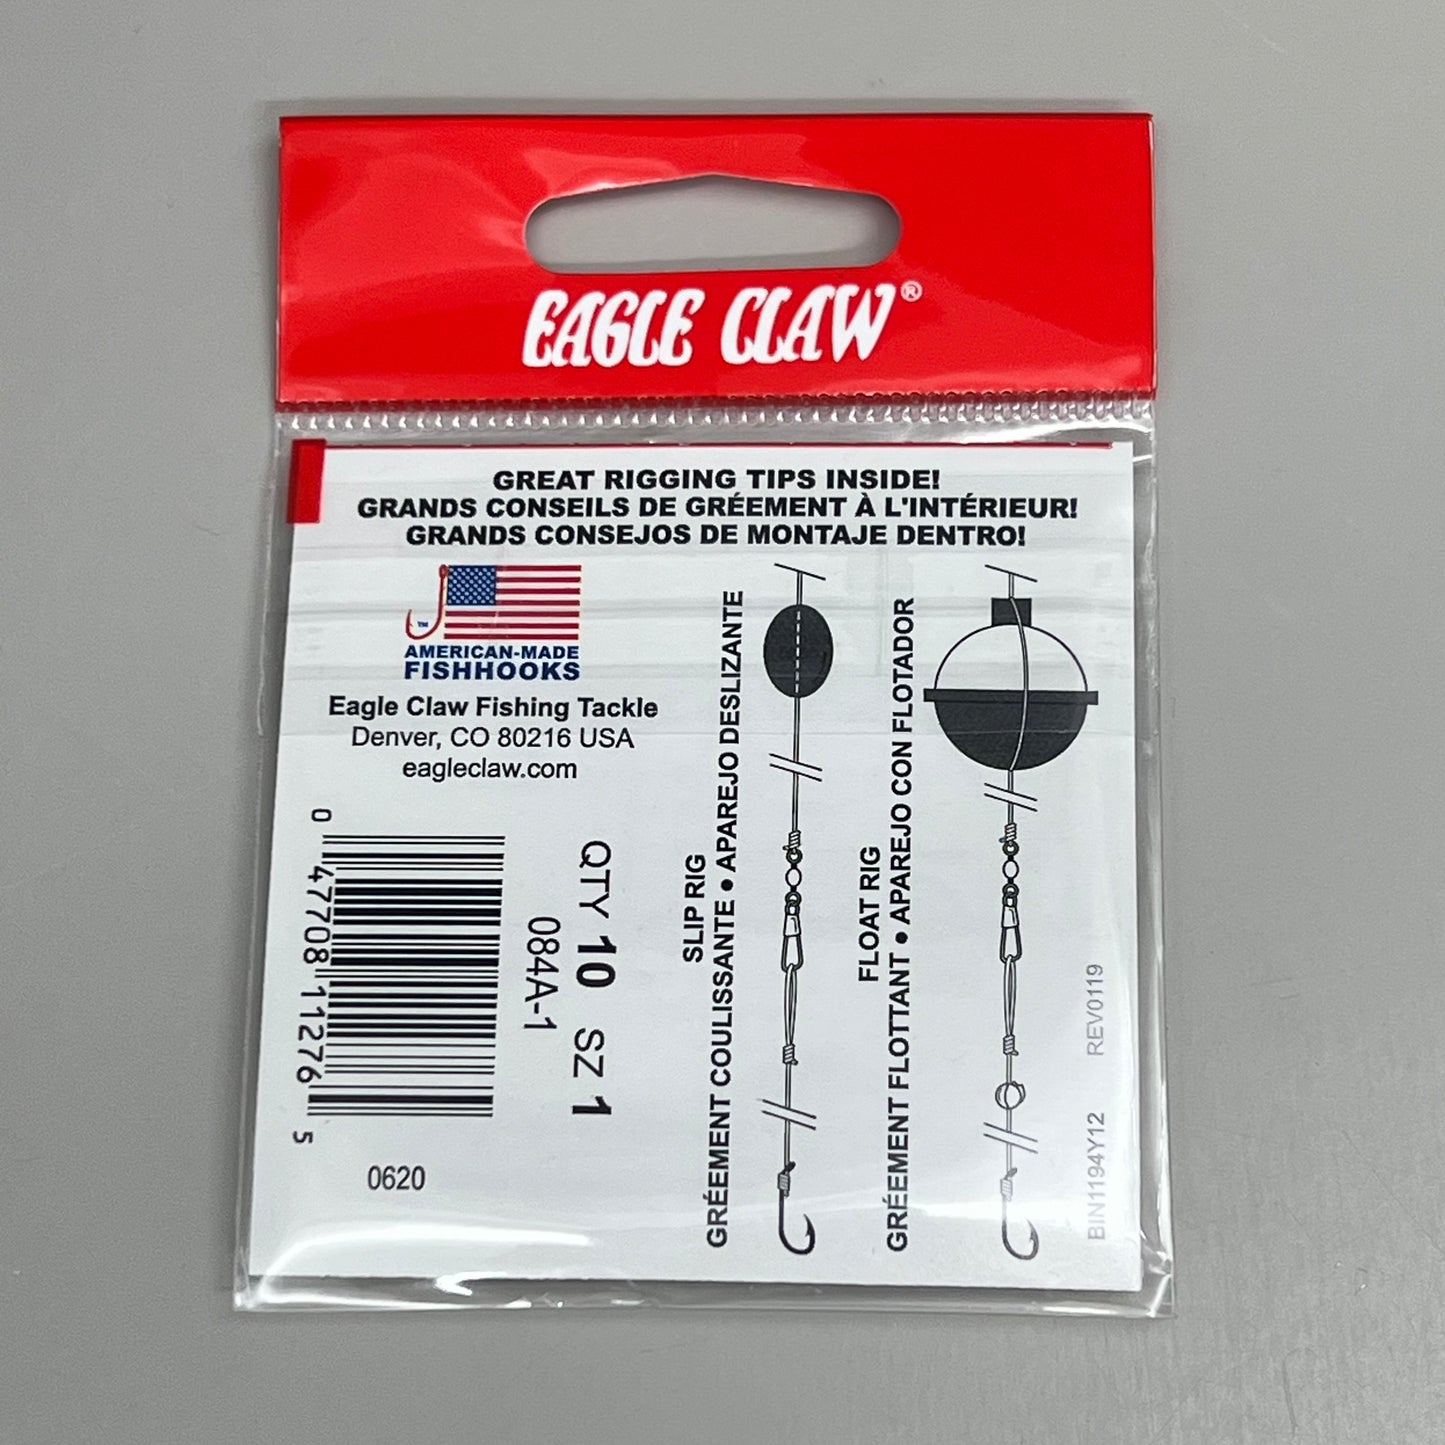 EAGLE CLAW®
GREAT RIGGING TIPS INSIDE!
GRANDS CONSEILS DE GRÉEMENT À L'INTÉRIEUR!
GRANDS CONSEJOS DE MONTAJE DENTRO!
TM
AMERICAN-MADE
FISHHOOKS
Eagle Claw Fishing Tackle
Denver, CO 80216 USA
eagleclaw.com
0 47708 11276 5
QTY 10 SZ 1
084A-1
0620
SLIP RIG
GRÉEMENT COULISSANTE • APAREJO DESLIZANTE
FLOAT RIG
GRÉEMENT FLOTTANT • APAREJO CON FLOTADOR
BIN1194Y12 REV0119